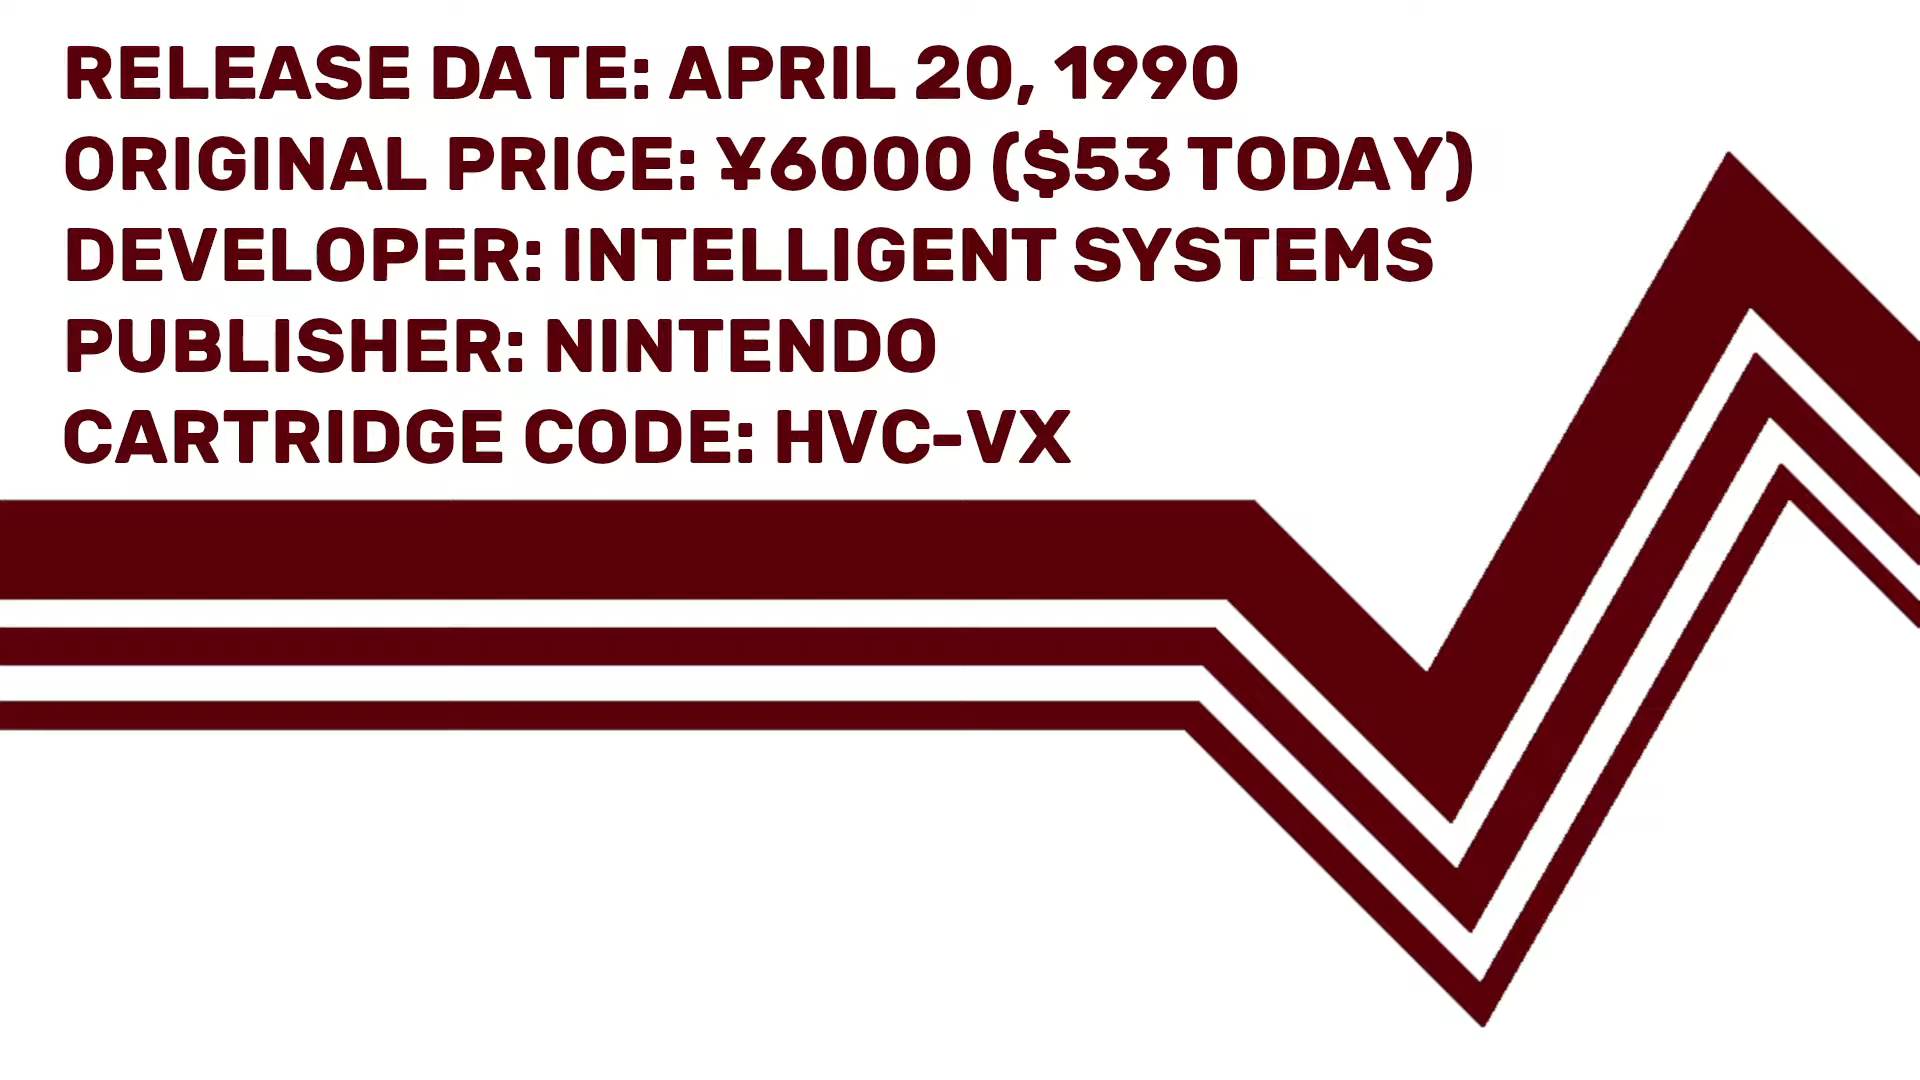 RELEASE DATE: APRIL 20, 1990
ORIGINAL PRICE: ¥6000 ($53 TODAY)
DEVELOPER: INTELLIGENT SYSTEMS
PUBLISHER: NINTENDO
CARTRIDGE CODE: HVC-VX